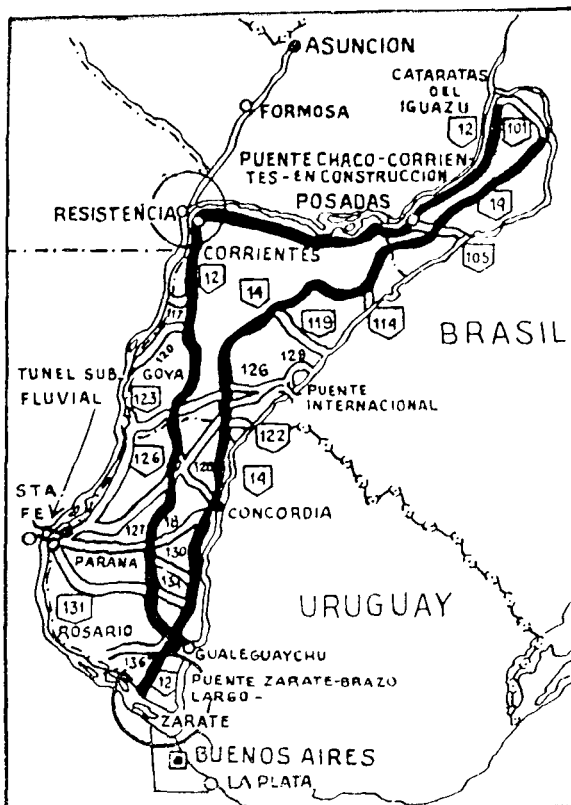 ASUNCION
CATARATAS
DEL
IGUAZU
FORMOSA
12
101
PUENTE CHACO-CORRIEN-
TES-EN CONSTRUCCION
RESISTENCIA
POSADAS
19
CORRIENTES
105
12
14
117
119
114
BRASIL
120
128
TUNEL SUB.
FLUVIAL
GOYA
126
123
PUENTE
INTERNACIONAL
122
126
14
STA
FE
CONCORDIA
127
18
PARANA
130
131
131
URUGUAY
ROSARIO
GUALEGUAYCHU
136
12
PUENTE ZARATE-BRAZO
LARGO-
ZARATE
BUENOS AIRES
LA PLATA